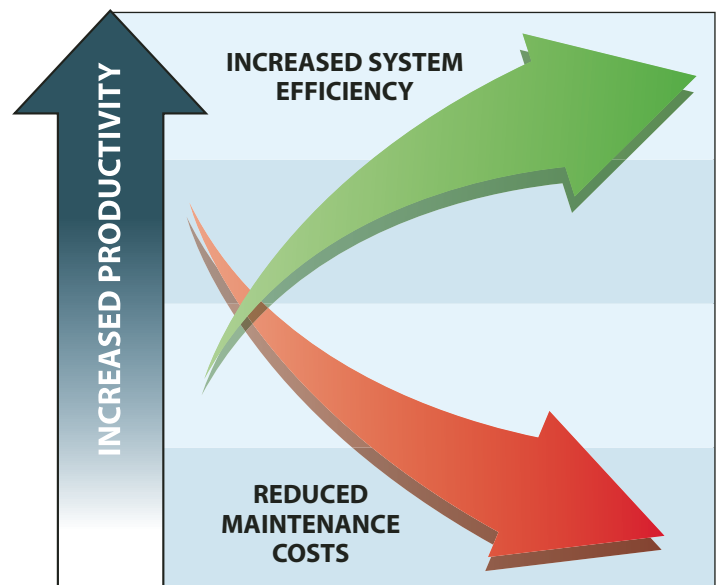 INCREASED PRODUCTIVITY
INCREASED SYSTEM
EFFICIENCY
REDUCED
MAINTENANCE
COSTS